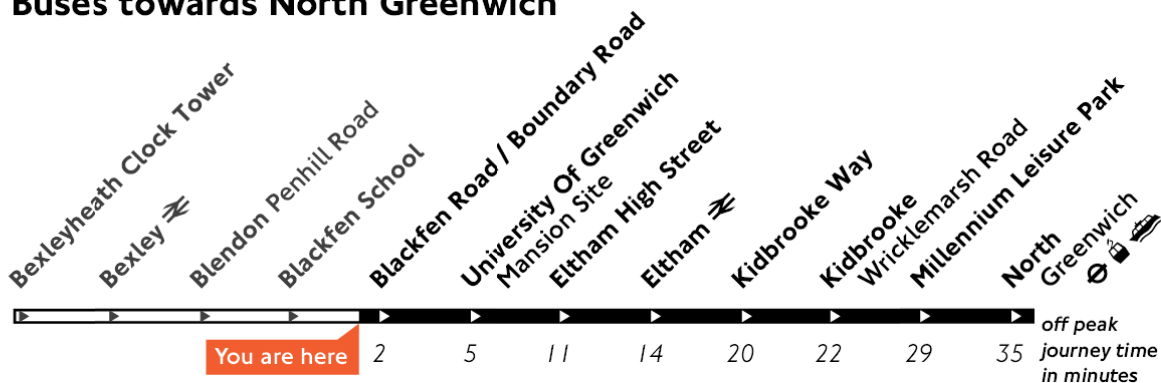 Buses towards North Greenwich
Bexleyheath Clock Tower
Bexley
Blendon Penhill Road
Blackfen School
Blackfen Road / Boundary Road
University Of Greenwich
Mansion Site
Eltham High Street
Eltham
Kidbrooke Way
Kidbrooke
Wricklemarsh Road
Millennium Leisure Park
North
Greenwich
You are here
2 5 11 14 20 22 29 35
off peak
journey time
in minutes